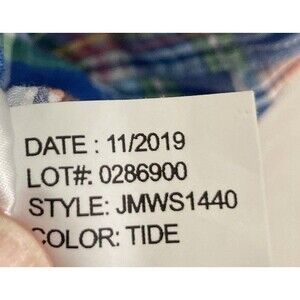 DATE : 11/2019
LOT#: 0286900
STYLE: JMWS1440
COLOR: TIDE